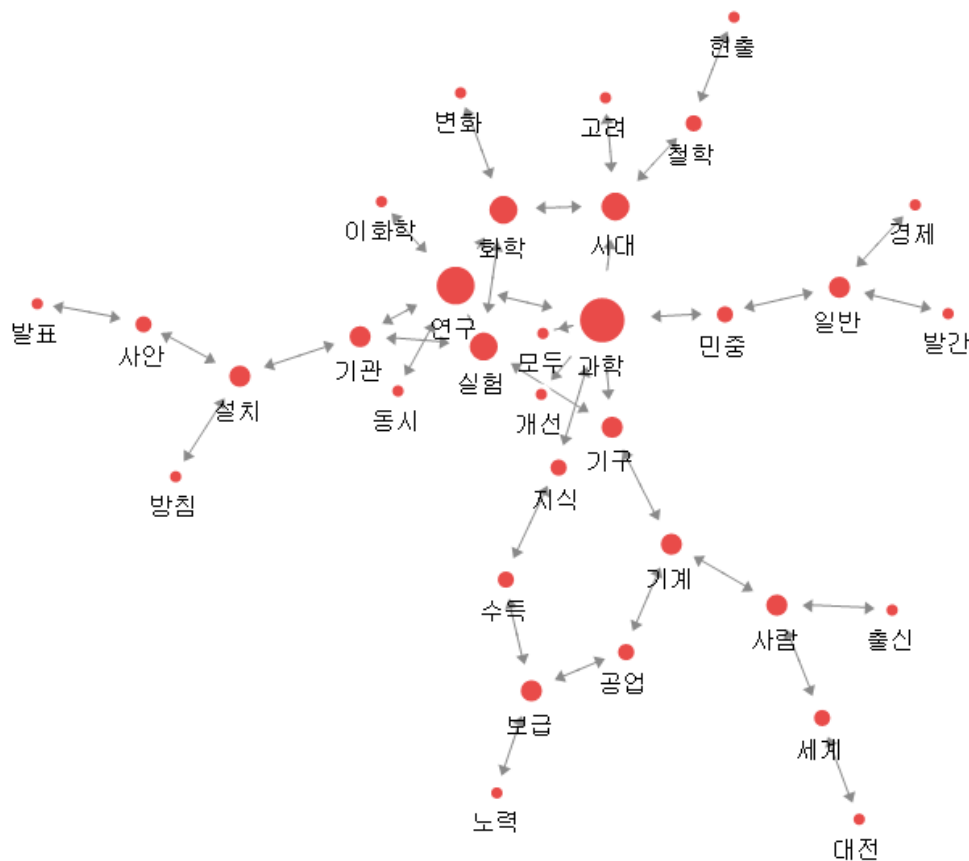 현출
변화
고려
철학
이화학
화학
시대
경제
발표
사안
기관
연구
실험
모두
과학
민중
일반
발간
설치
동시
개선
기구
방침
지식
기계
수득
사람
출신
공업
보급
세계
노력
대전